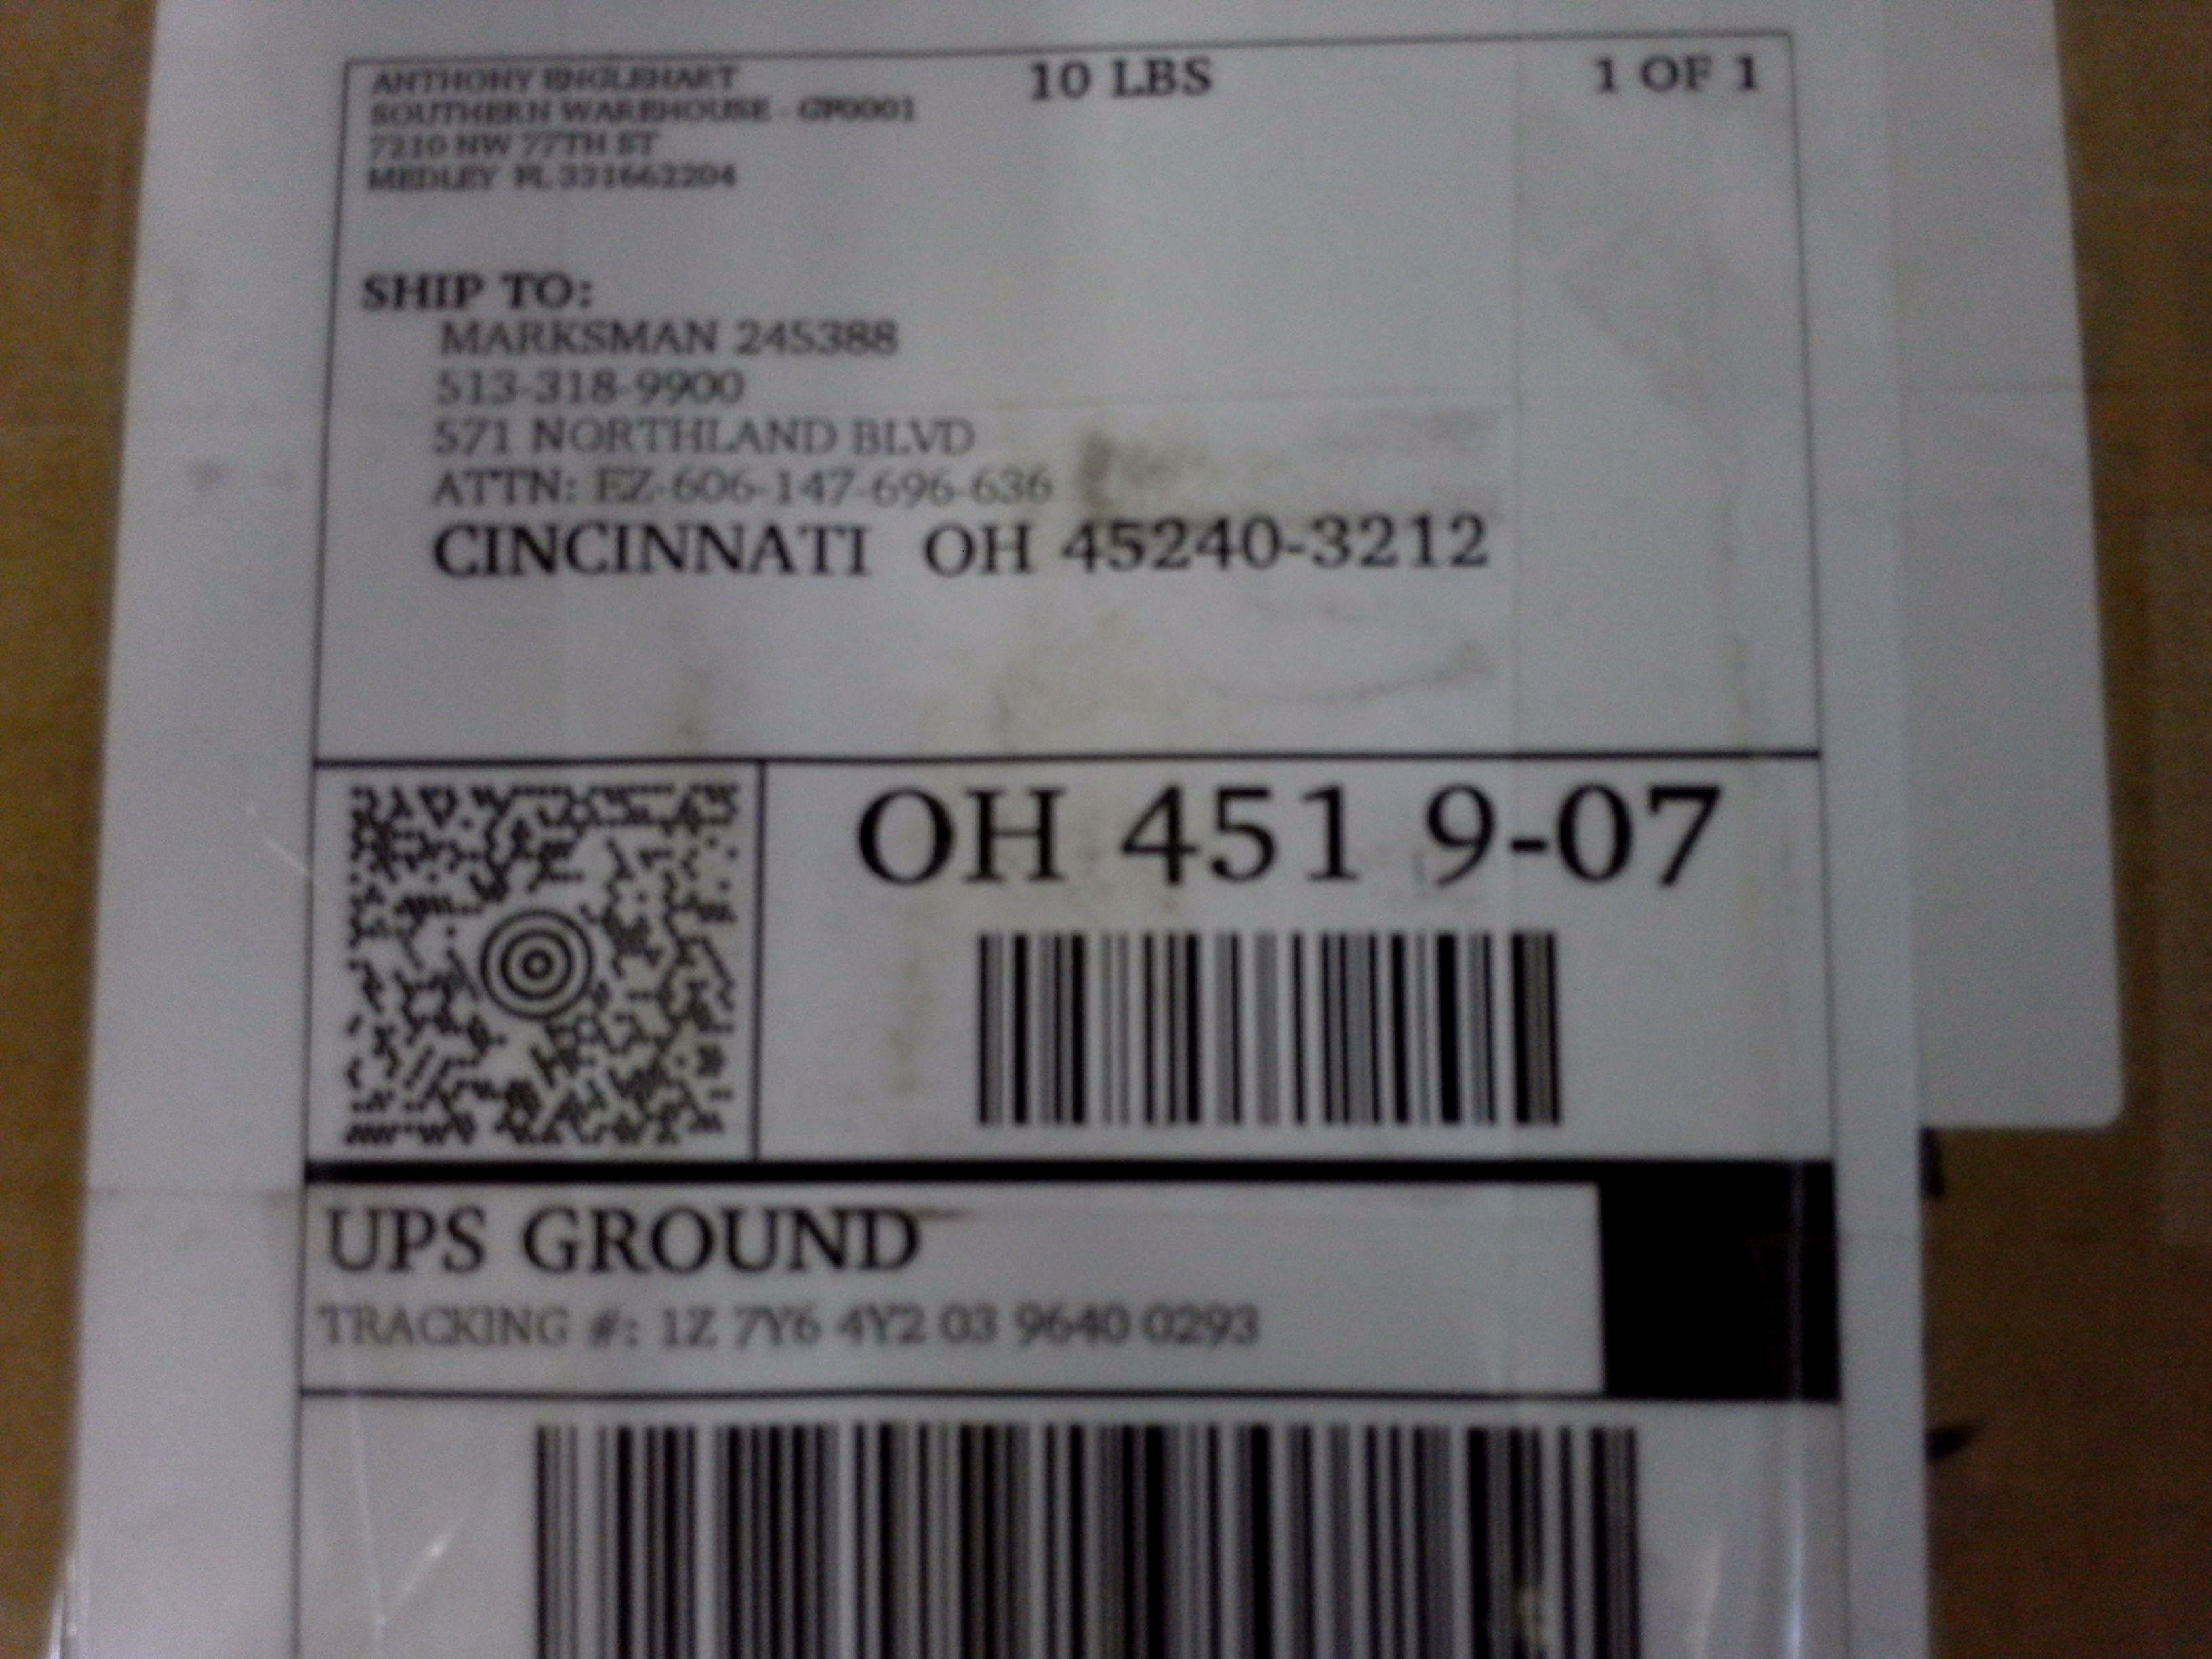 ANTHONY ENGLEHART
SOUTHERN WAREHOUSE - GW0001
7210 NW 77TH ST
MEDLEY FL 331662204
10 LBS
1 OF 1
SHIP TO:
MARKSMAN 245388
513-318-9900
571 NORTHLAND BLVD
ATTN: EZ-606-147-696-636
CINCINNATI OH 45240-3212
OH 451 9-07
UPS GROUND
TRACKING #: 1Z 7Y6 4Y2 03 9640 0293